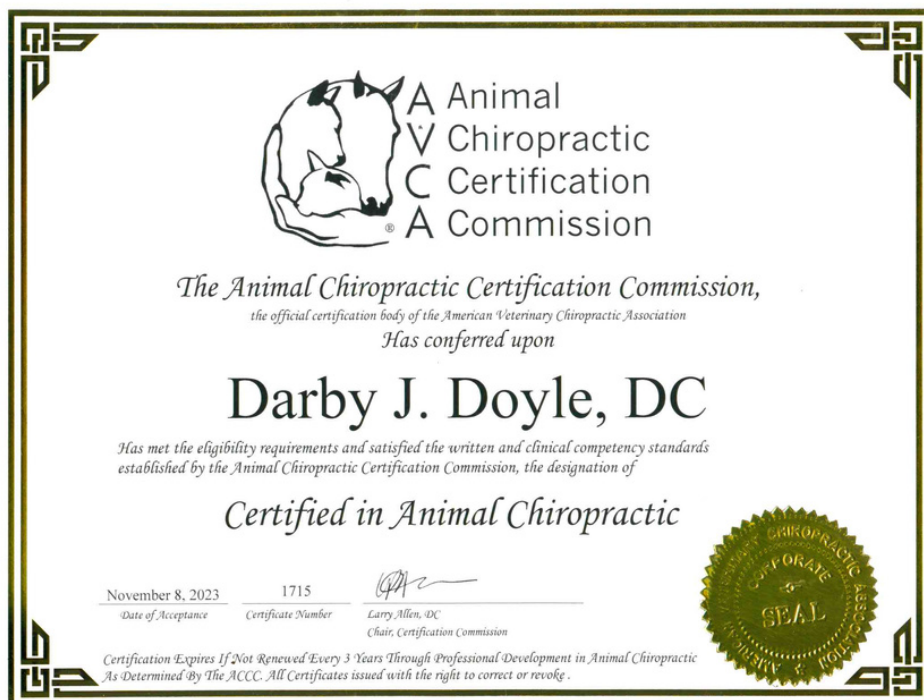 A Animal
V Chiropractic
C Certification
® A Commission
The Animal Chiropractic Certification Commission,
the official certification body of the American Veterinary Chiropractic Association
Has conferred upon
Darby J. Doyle, DC
Has met the eligibility requirements and satisfied the written and clinical competency standards
established by the Animal Chiropractic Certification Commission, the designation of
Certified in Animal Chiropractic
November 8, 2023 1715
Date of Acceptance Certificate Number Larry Allen, DC
Chair, Certification Commission
Certification Expires If Not Renewed Every 3 Years Through Professional Development in Animal Chiropractic
As Determined By The ACCC. All Certificates issued with the right to correct or revoke .
CHIROPRACTIC ASSOCIATION
CORPORATE
SEAL